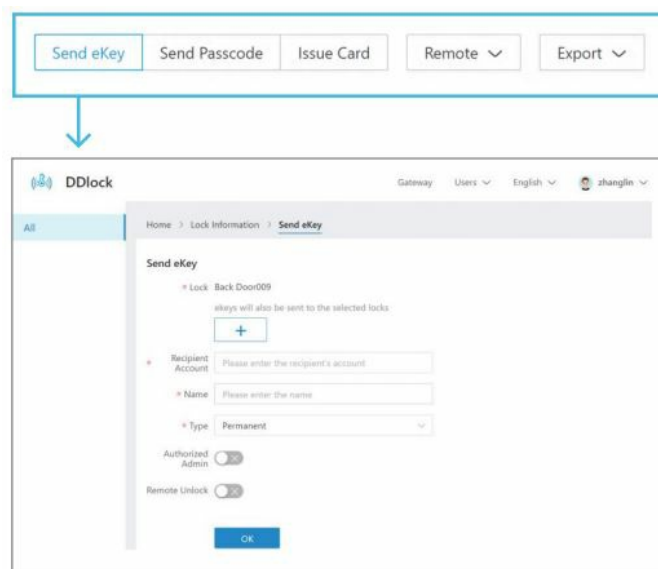 Send eKey Send Passcode Issue Card Remote Export
DDlock Gateway Users English zhanglin
All
Home > Lock Information > Send eKey
Send eKey
* Lock Back Door009
ekeys will also be sent to the selected locks
+
* Recipient Account Please enter the recipient's account
* Name Please enter the name
* Type Permanent
Authorized Admin
Remote Unlock
OK